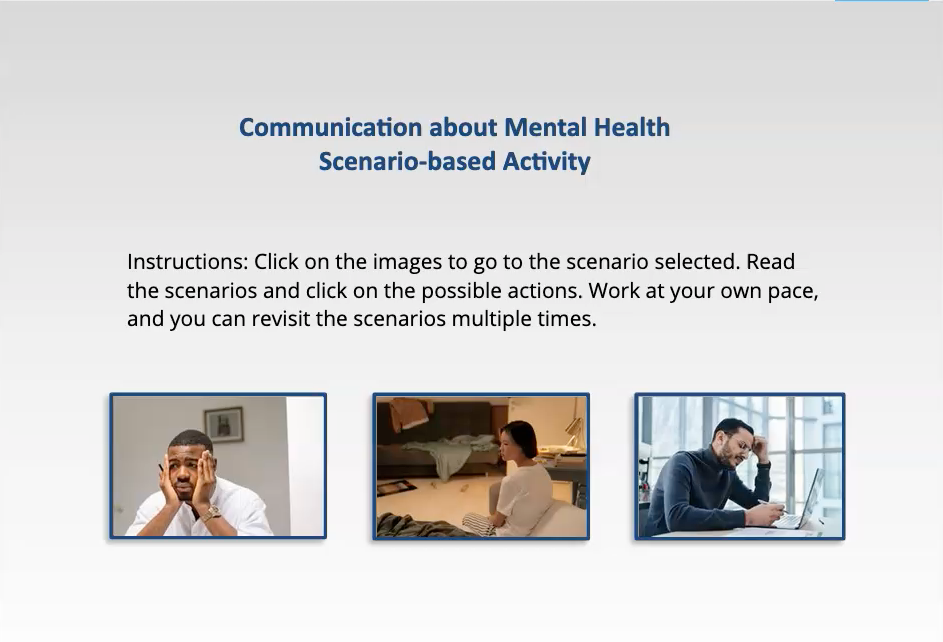 Communication about Mental Health
Scenario-based Activity
Instructions: Click on the images to go to the scenario selected. Read
the scenarios and click on the possible actions. Work at your own pace,
and you can revisit the scenarios multiple times.